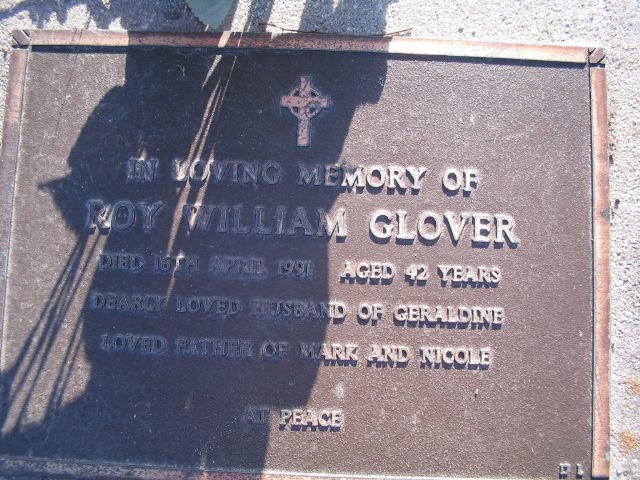 IN LOVING MEMORY OF
ROY WILLIAM GLOVER
DIED 16TH APRIL 1991 AGED 42 YEARS
DEARLY LOVED HUSBAND OF GERALDINE
LOVED FATHER OF MARK AND NICOLE
AT PEACE